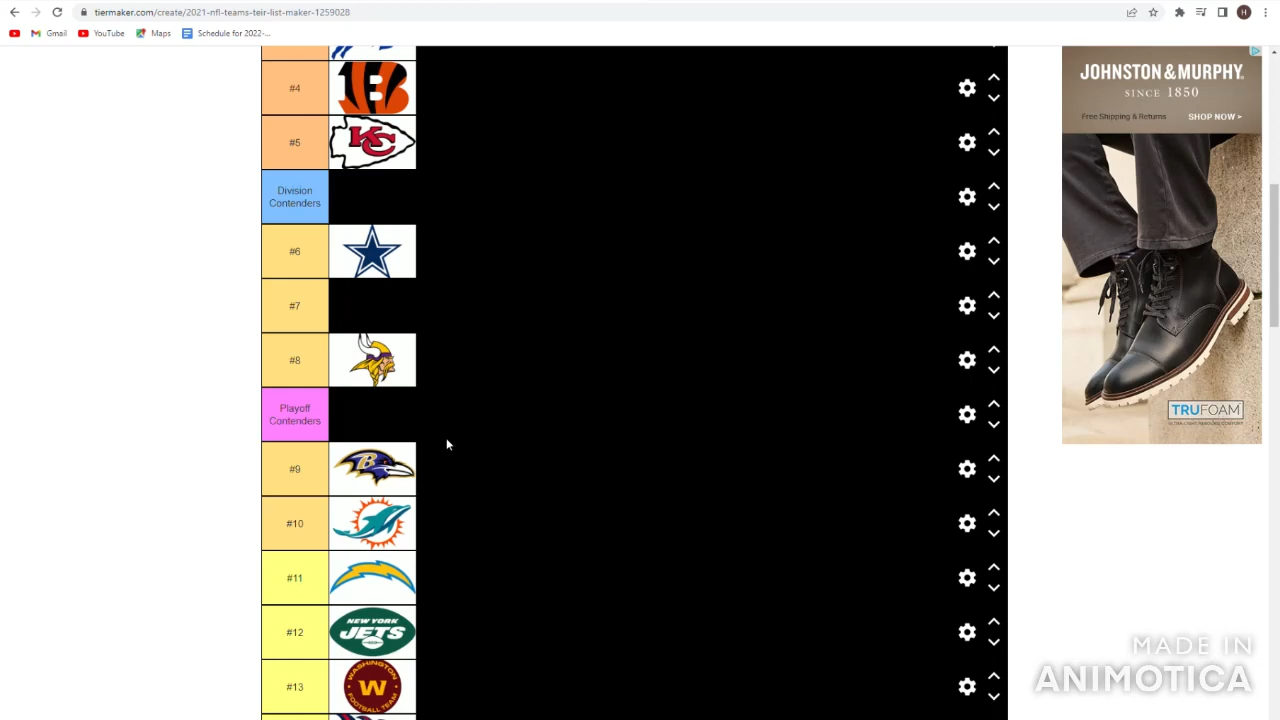 tiermaker.com/create/2021-nfl-teams-teir-list-maker-1259028
H
Gmail
YouTube
Maps
Schedule for 2022-...
#4
B
#5
KC
Division
Contenders
#6
#7
#8
Playoff
Contenders
#9
B
#10
#11
#12
NEW YORK
JETS
#13
WASHINGTON
W
FOOTBALL TEAM
JOHNSTON & MURPHY.
SINCE 1850
Free Shipping & Returns
SHOP NOW >
TRUFOAM
MADE IN
ANIMOTICA